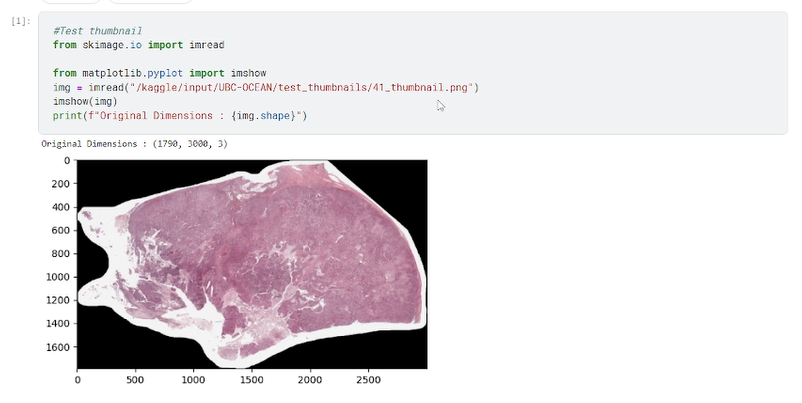 [1]:
#Test thumbnail
from skimage.io import imread
from matplotlib.pyplot import imshow
img = imread("/kaggle/input/UBC-OCEAN/test_thumbnails/41_thumbnail.png")
imshow(img)
print(f"Original Dimensions : {img.shape}")
Original Dimensions : (1790, 3000, 3)
0
200
400
600
800
1000
1200
1400
1600
0 500 1000 1500 2000 2500